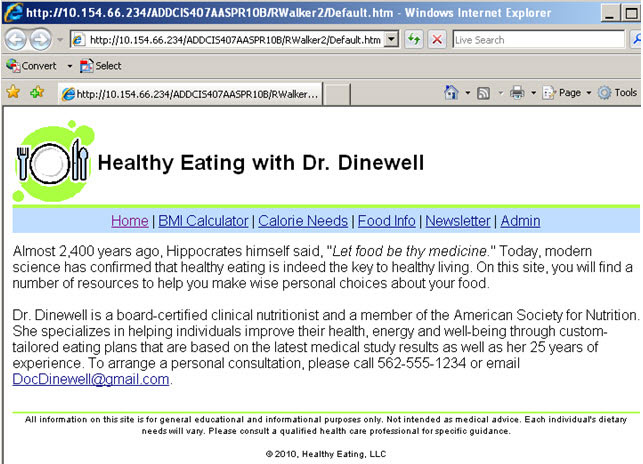 http://10.154.66.234/ADDCIS407AASPR10B/RWalker2/Default.htm - Windows Internet Explorer
http://10.154.66.234/ADDCIS407AASPR10B/RWalker2/Default.htm
Live Search
Convert
Select
http://10.154.66.234/ADDCIS407AASPR10B/RWalker...
Page
Tools
Healthy Eating with Dr. Dinewell
Home | BMI Calculator | Calorie Needs | Food Info | Newsletter | Admin
Almost 2,400 years ago, Hippocrates himself said, "Let food be thy medicine." Today, modern
science has confirmed that healthy eating is indeed the key to healthy living. On this site, you will find a
number of resources to help you make wise personal choices about your food.
Dr. Dinewell is a board-certified clinical nutritionist and a member of the American Society for Nutrition.
She specializes in helping individuals improve their health, energy and well-being through custom-
tailored eating plans that are based on the latest medical study results as well as her 25 years of
experience. To arrange a personal consultation, please call 562-555-1234 or email
DocDinewell@gmail.com.
All information on this site is for general educational and informational purposes only. Not intended as medical advice. Each individual's dietary
needs will vary. Please consult a qualified health care professional for specific guidance.
© 2010, Healthy Eating, LLC